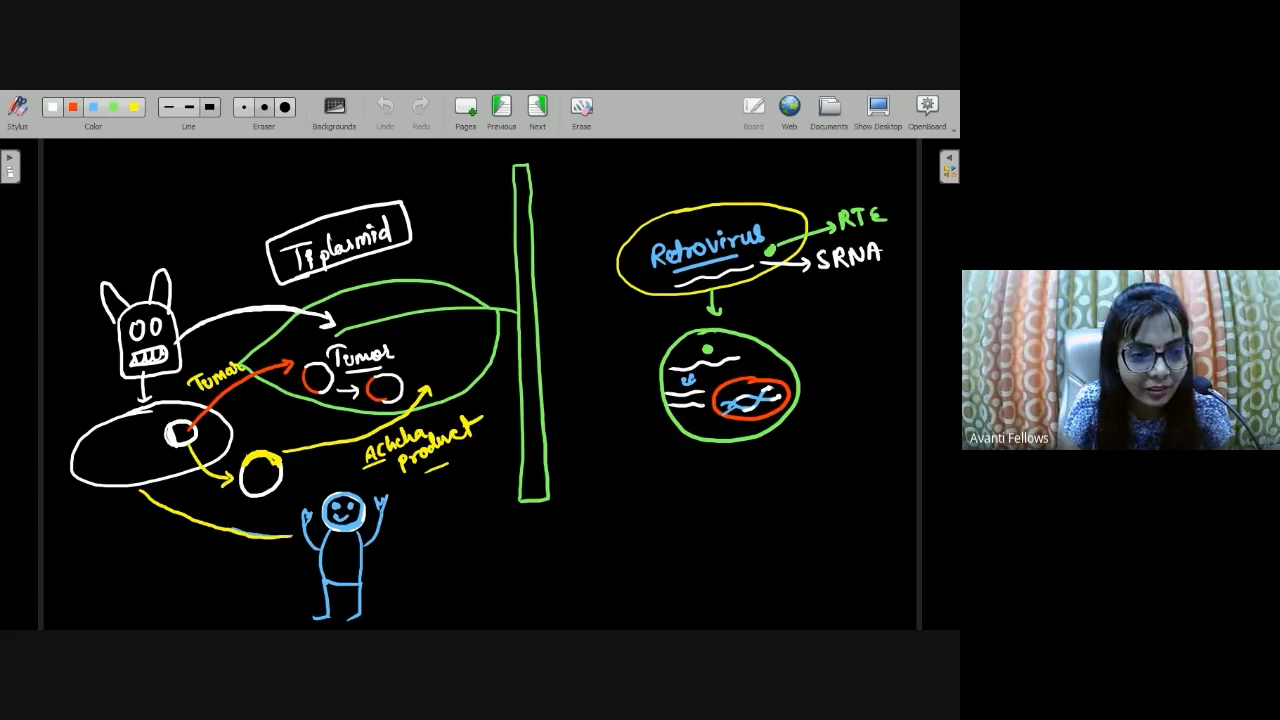 Stylus
Color
Line
Eraser
Backgrounds
Undo
Redo
Pages
Previous
Next
Erase
Board
Web
Documents
Show Desktop
OpenBoard
Ti plasmid
Retrovirus
RTE
SRNA
Tumor
Tumor
Achcha
product
Avanti Fellows